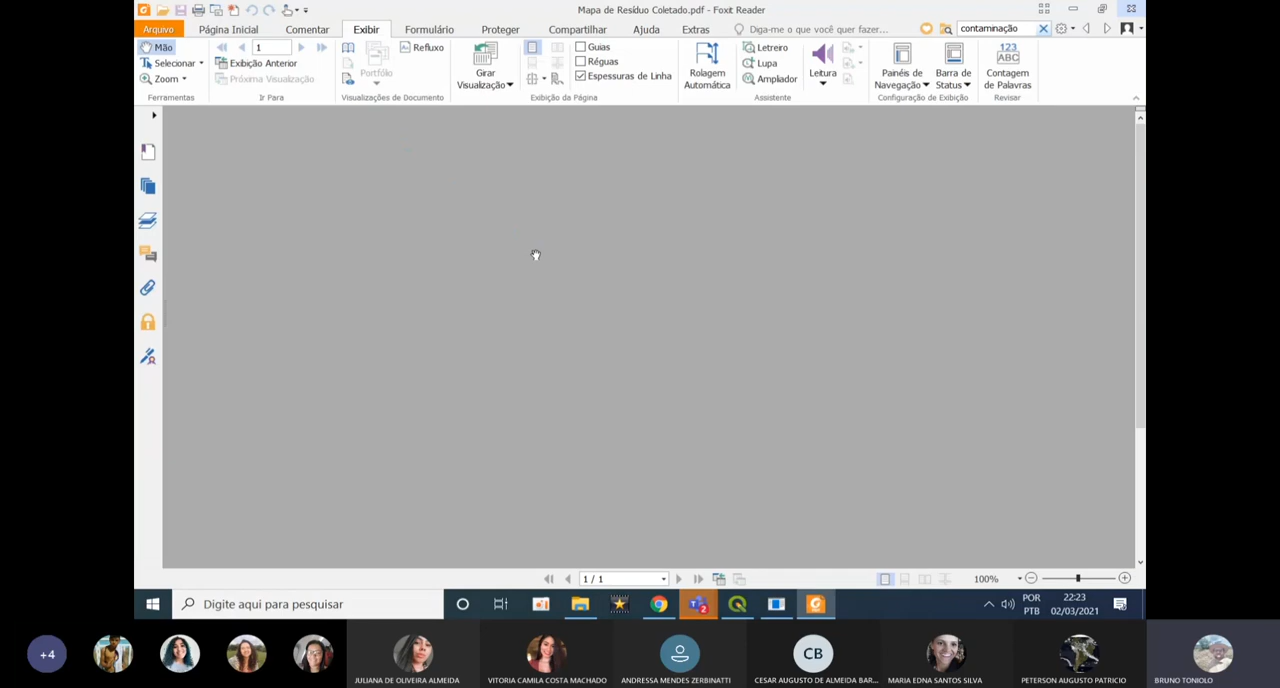 Mapa de Resíduo Coletado.pdf - Foxit Reader
Arquivo Página Inicial Comentar Exibir Formulário Proteger Compartilhar Ajuda Extras Diga-me o que você quer fazer... contaminação
Mão
Selecionar
Zoom
Ferramentas
1
Exibição Anterior
Próxima Visualização
Ir Para
Portfólio
Refluxo
Visualizações de Documento
Girar
Visualização
Guias
Réguas
Espessuras de Linha
Exibição da Página
Rolagem
Automática
Letreiro
Lupa
Ampliador
Assistente
Leitura
Painéis de
Navegação
Barra de
Status
Configuração de Exibição
123
ABC
Contagem
de Palavras
Revisar
1 / 1
100%
Digite aqui para pesquisar
2
POR
PTB
22:23
02/03/2021
+4
JULIANA DE OLIVEIRA ALMEIDA
VITORIA CAMILA COSTA MACHADO
ANDRESSA MENDES ZERBINATTI
CB
CESAR AUGUSTO DE ALMEIDA BAR...
MARIA EDNA SANTOS SILVA
PETERSON AUGUSTO PATRICIO
BRUNO TONIOLO